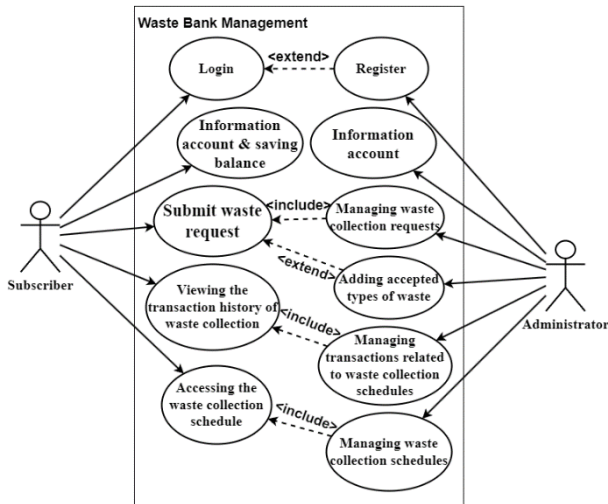 Waste Bank Management
Login
<extend>
Register
Information
account & saving
balance
Information
account
Submit waste
request
<include>
Managing waste
collection requests
<extend>
Adding accepted
types of waste
Subscriber
Administrator
Viewing the
transaction history of
waste collection
<include>
Managing
transactions related
to waste collection
schedules
Accessing the
waste collection
schedule
<include>
Managing waste
collection schedules